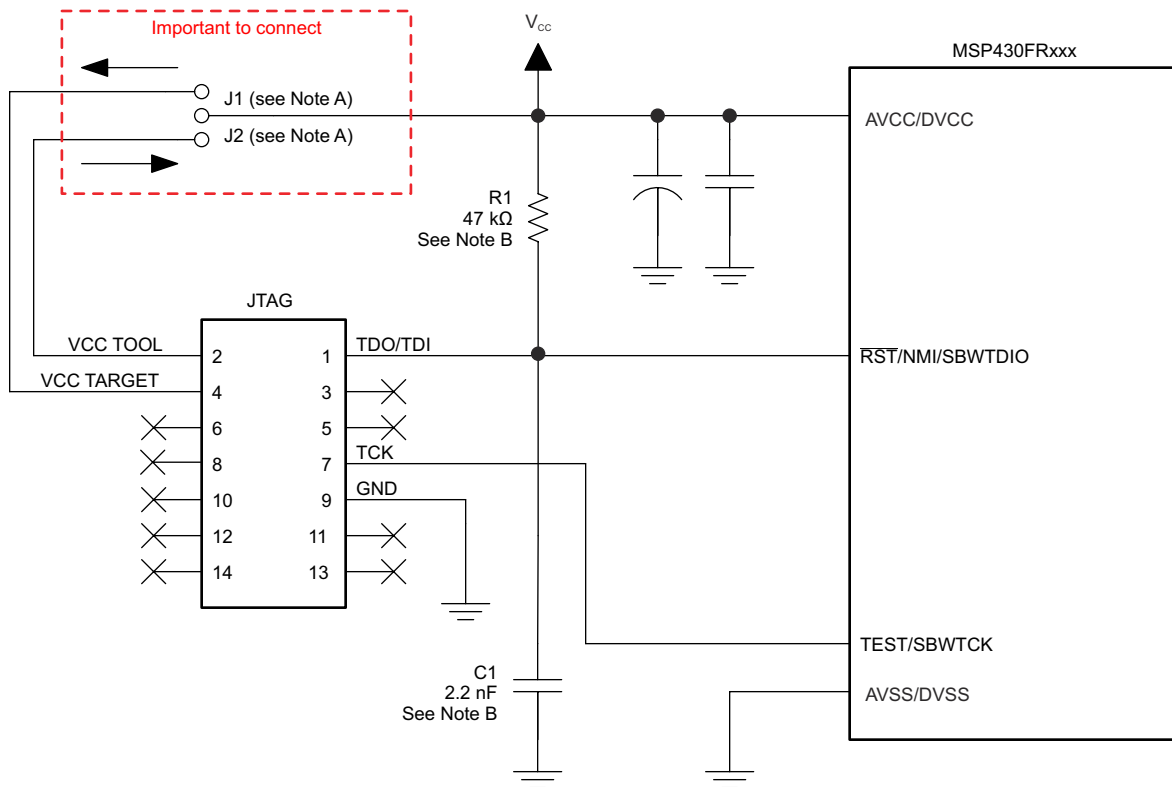 Important to connect
V_CC
MSP430FRxxx
J1 (see Note A)
J2 (see Note A)
AVCC/DVCC
R1
47 kΩ
See Note B
JTAG
VCC TOOL
2
1
TDO/TDI
R̅S̅T̅/NMI/SBWTDIO
VCC TARGET
4
3
6
5
8
7
TCK
10
9
GND
12
11
14
13
TEST/SBWTCK
C1
2.2 nF
See Note B
AVSS/DVSS